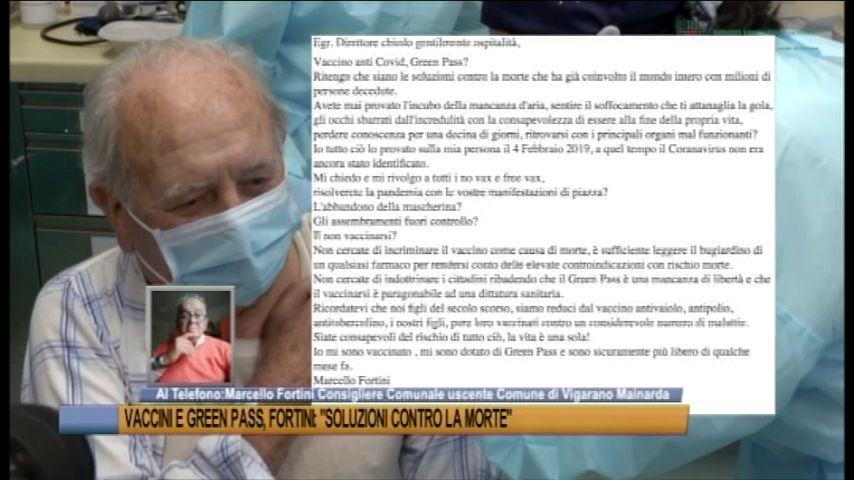 Egr. Direttore chiedo gentilmente ospitalità,
Vaccino anti Covid, Green Pass?
Ritengo che siano le soluzioni contro la morte che ha già coinvolto il mondo intero con milioni di
persone decedute.
Avete mai provato l'incubo della mancanza d'aria, sentire il soffocamento che ti attanaglia la gola,
gli occhi sbarrati dall'incredulità con la consapevolezza di essere alla fine della propria vita,
perdere conoscenza per una decina di giorni, ritrovarsi con i principali organi mal funzionanti?
Io tutto ciò lo provato sulla mia persona il 4 Febbraio 2019, a quel tempo il Coranavirus non era
ancora stato identificato.
Mi chiedo e mi rivolgo a tutti i no vax e free vax,
risolverete la pandemia con le vostre manifestazioni di piazza?
L'abbandono della mascherina?
Gli assembramenti fuori controllo?
Il non vaccinarsi?
Non cercate di incriminare il vaccino come causa di morte, è sufficiente leggere il bugiardino di
un qualsiasi farmaco per rendersi conto delle elevate controindicazioni con rischio morte.
Non cercate di indottrinare i cittadini ribadendo che il Green Pass è una mancanza di libertà e che
il vaccinarsi è paragonabile ad una dittatura sanitaria.
Ricordatevi che noi figli del secolo scorso, siamo reduci dal vaccino antivaiolo, antipolio,
antitubercolino, i nostri figli, pure loro vaccinati contro un considerevole numero di malattie.
Siate consapevoli del rischio di tutto ciò, la vita è una sola!
Io mi sono vaccinato , mi sono dotato di Green Pass e sono sicuramente più libero di qualche
mese fa.
Marcello Fortini
Al Telefono:Marcello Fortini Consigliere Comunale uscente Comune di Vigarano Mainarda
VACCINI E GREEN PASS, FORTINI: "SOLUZIONI CONTRO LA MORTE"